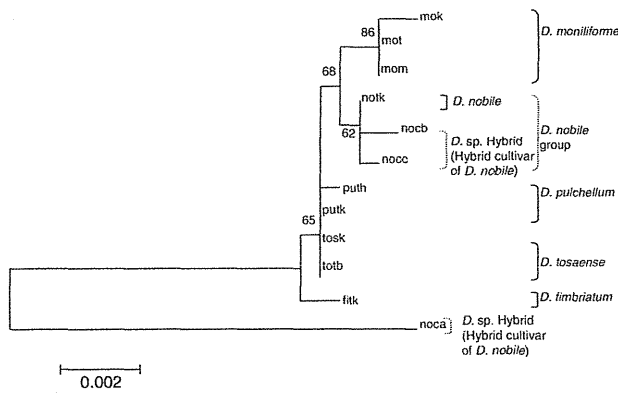 mok
86
mot
D. moniliforme
mom
68
notk
D. nobile
nocb
62
D. sp. Hybrid
(Hybrid cultivar
of D. nobile)
D. nobile
group
nocc
puth
D. pulchellum
putk
65
tosk
totb
D. tosaense
fitk
D. fimbriatum
noca
D. sp. Hybrid
(Hybrid cultivar
of D. nobile)
0.002